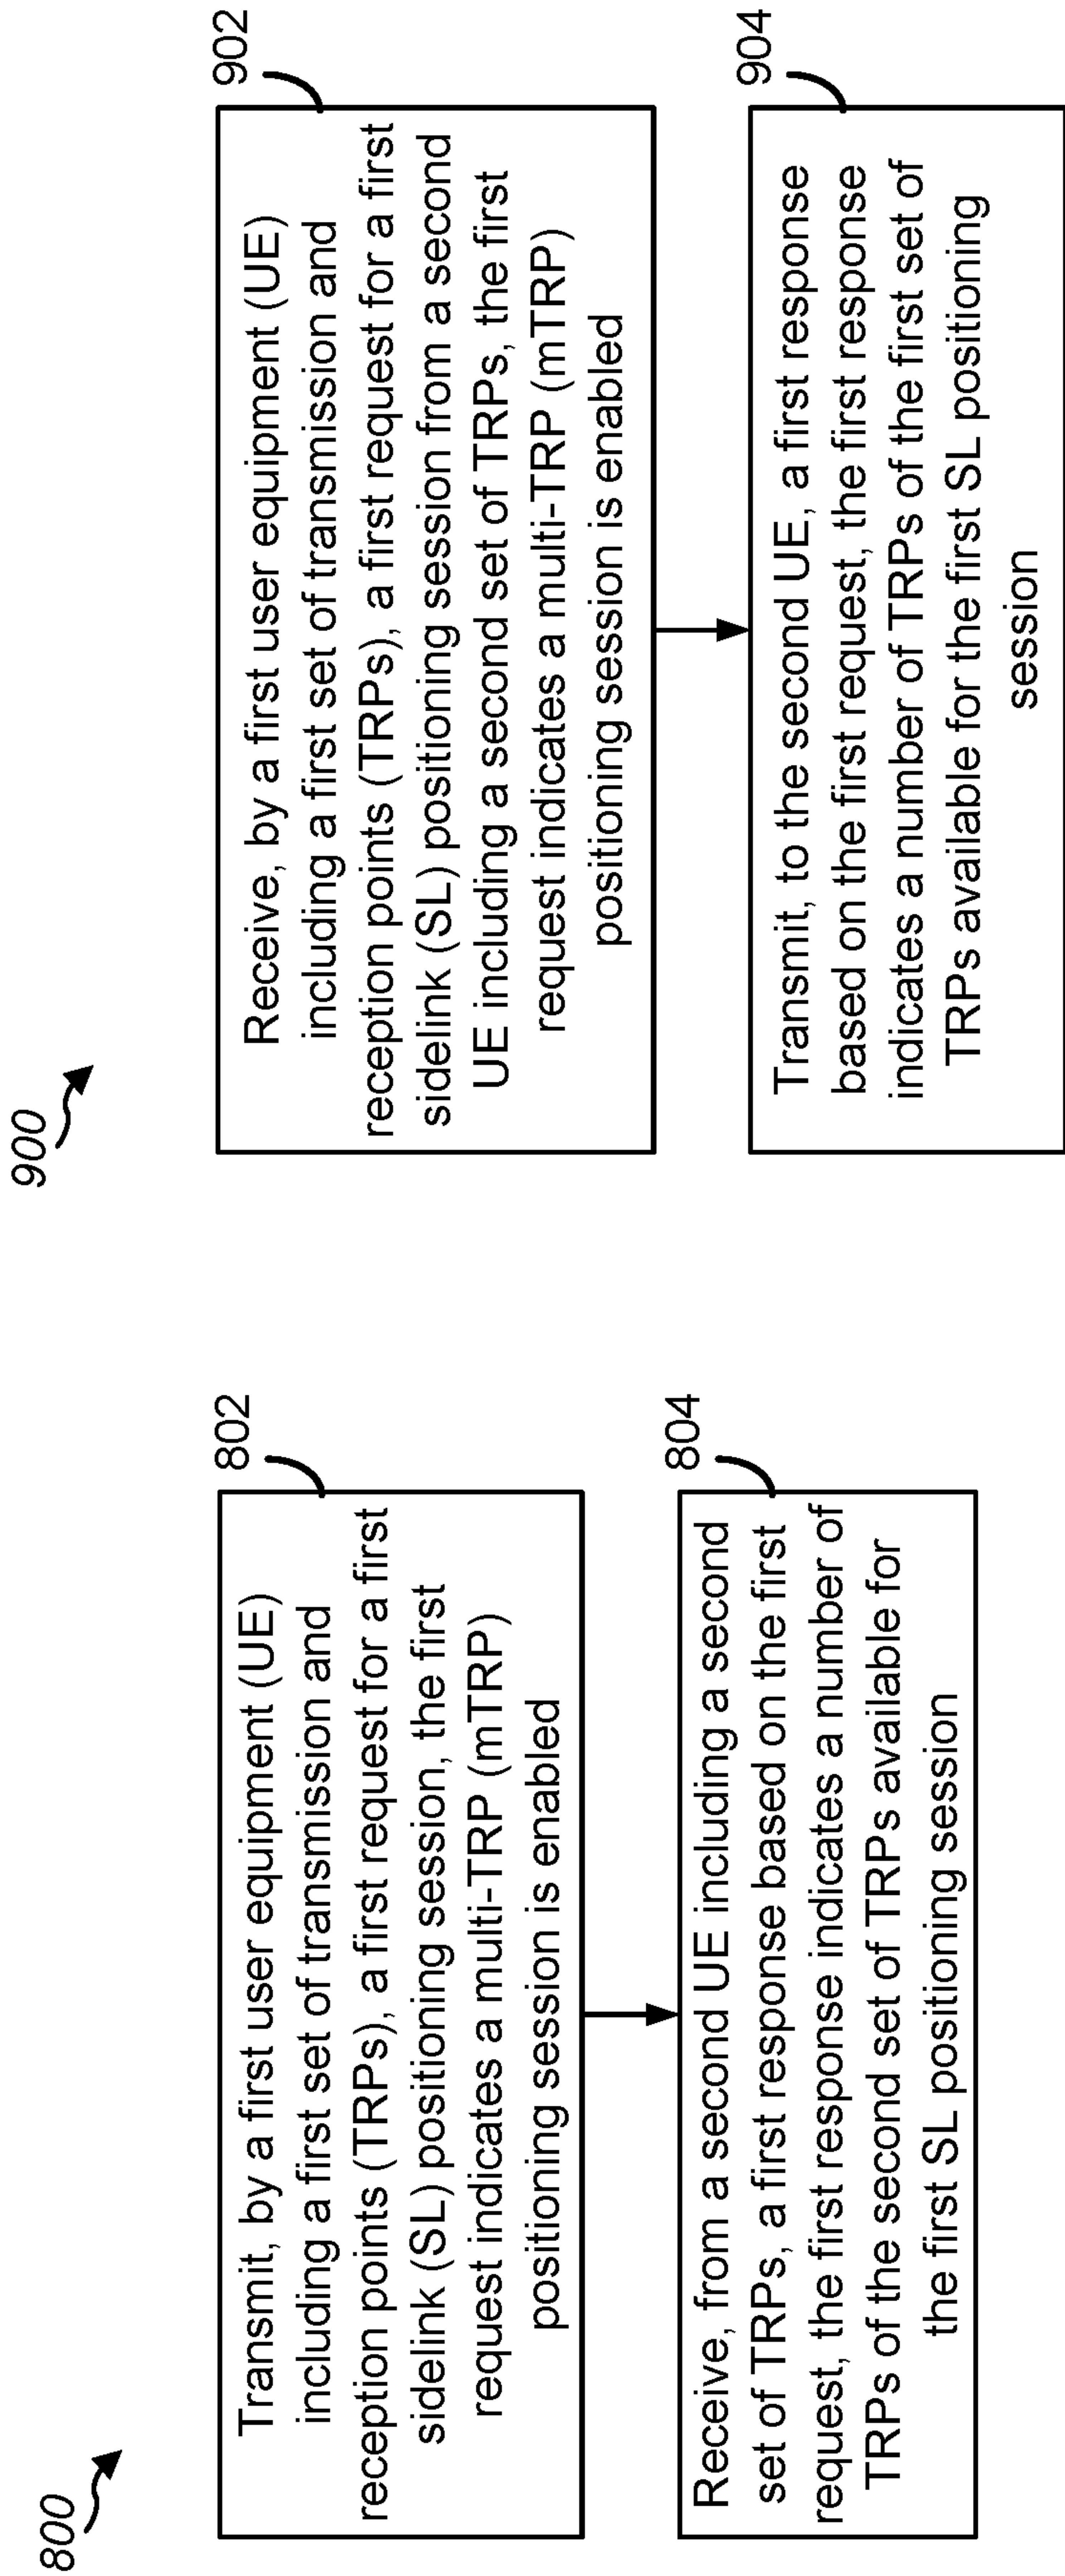 800
802
Transmit, by a first user equipment (UE)
including a first set of transmission and
reception points (TRPs), a first request for a first
sidelink (SL) positioning session, the first
request indicates a multi-TRP (mTRP)
positioning session is enabled
804
Receive, from a second UE including a second
set of TRPs, a first response based on the first
request, the first response indicates a number of
TRPs of the second set of TRPs available for
the first SL positioning session
900
902
Receive, by a first user equipment (UE)
including a first set of transmission and
reception points (TRPs), a first request for a first
sidelink (SL) positioning session from a second
UE including a second set of TRPs, the first
request indicates a multi-TRP (mTRP)
positioning session is enabled
904
Transmit, to the second UE, a first response
based on the first request, the first response
indicates a number of TRPs of the first set of
TRPs available for the first SL positioning
session